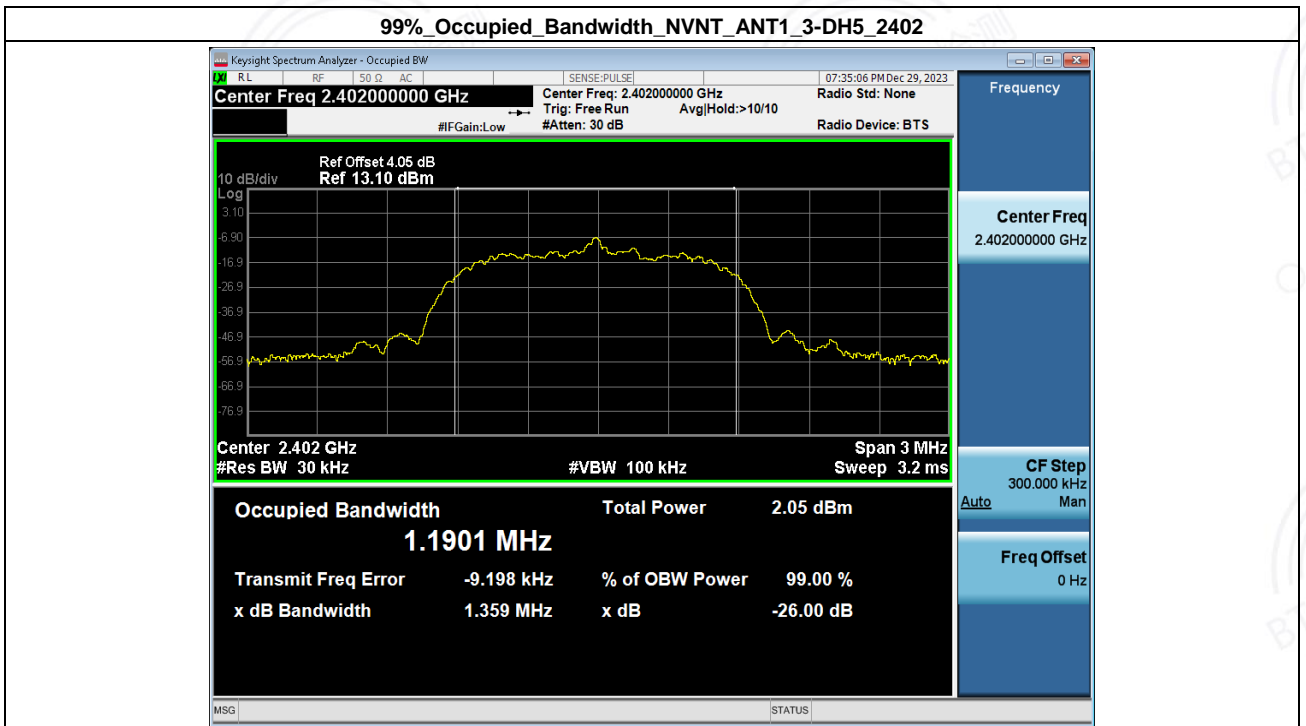 99%_Occupied_Bandwidth_NVNT_ANT1_3-DH5_2402
Keysight Spectrum Analyzer - Occupied BW
LXI RL RF 50 Ω AC SENSE:PULSE 07:35:06 PM Dec 29, 2023
Center Freq 2.402000000 GHz
Center Freq: 2.402000000 GHz Radio Std: None
Trig: Free Run Avg|Hold:>10/10
#IFGain:Low #Atten: 30 dB Radio Device: BTS
Frequency
Ref Offset 4.05 dB
10 dB/div Ref 13.10 dBm
Log
3.10
-6.90
-16.9
-26.9
-36.9
-46.9
-56.9
-66.9
-76.9
Center 2.402 GHz Span 3 MHz
#Res BW 30 kHz #VBW 100 kHz Sweep 3.2 ms
Center Freq
2.402000000 GHz
CF Step
300.000 kHz
Auto Man
Freq Offset
0 Hz
Occupied Bandwidth Total Power 2.05 dBm
1.1901 MHz
Transmit Freq Error -9.198 kHz % of OBW Power 99.00 %
x dB Bandwidth 1.359 MHz x dB -26.00 dB
MSG STATUS